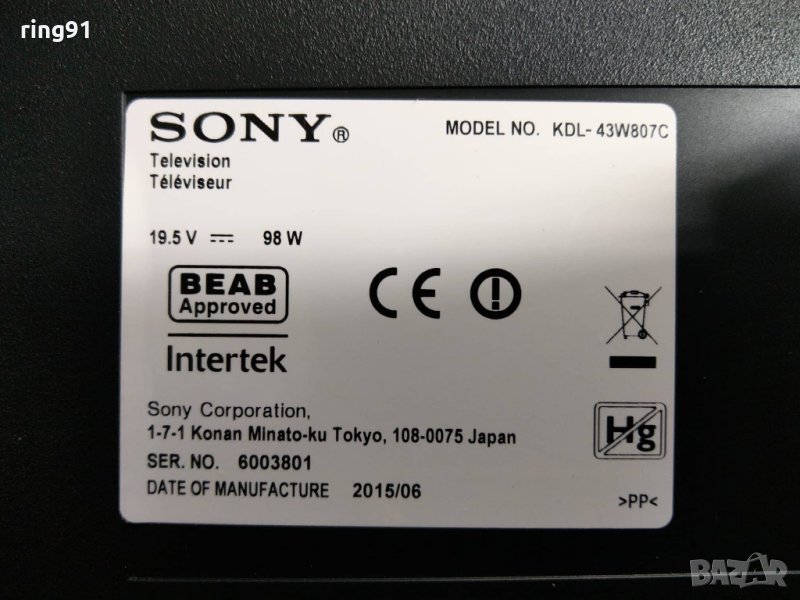 ring91
SONY®
MODEL NO. KDL- 43W807C
Television
Téléviseur
19.5 V ⎓ 98 W
BEAB
Approved
Intertek
CE
Hg
Sony Corporation,
1-7-1 Konan Minato-ku Tokyo, 108-0075 Japan
SER. NO. 6003801
DATE OF MANUFACTURE 2015/06
>PP<
BAZAR